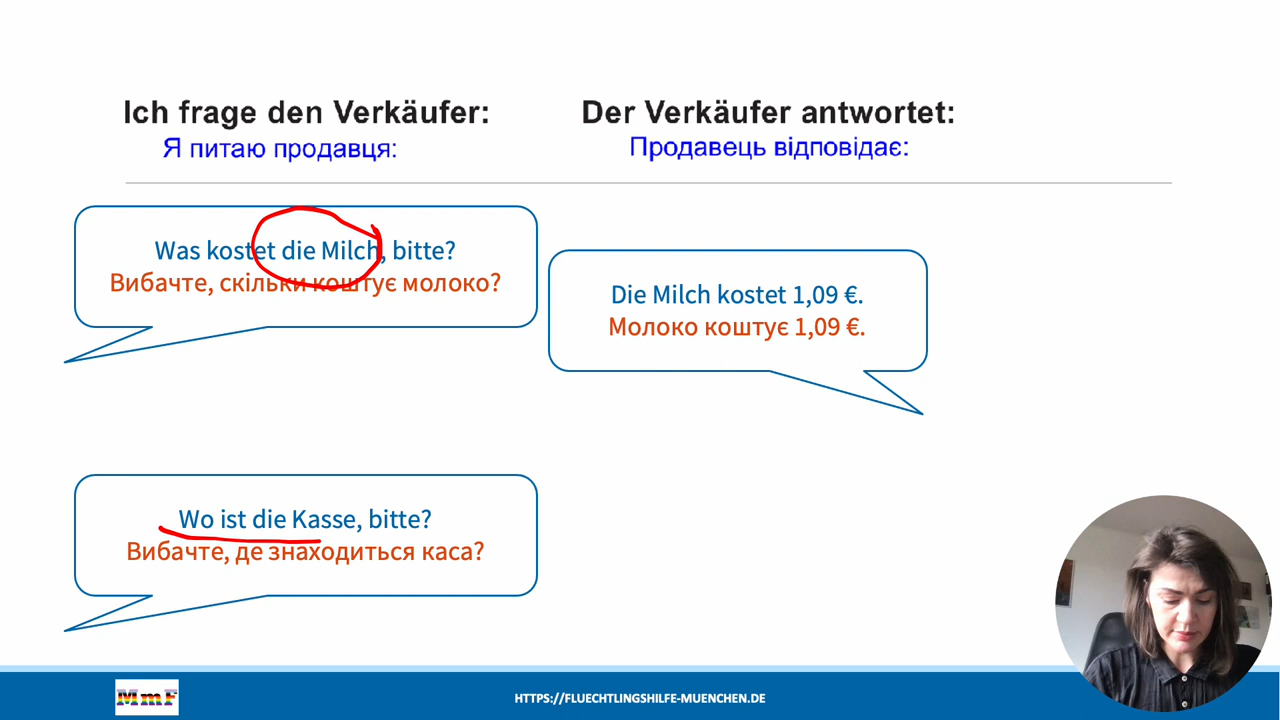 Ich frage den Verkäufer:
Я питаю продавця:
Der Verkäufer antwortet:
Продавець відповідає:
Was kostet die Milch, bitte?
Вибачте, скільки коштує молоко?
Die Milch kostet 1,09 €.
Молоко коштує 1,09 €.
Wo ist die Kasse, bitte?
Вибачте, де знаходиться каса?
MmF
HTTPS://FLUECHTLINGSHILFE-MUENCHEN.DE